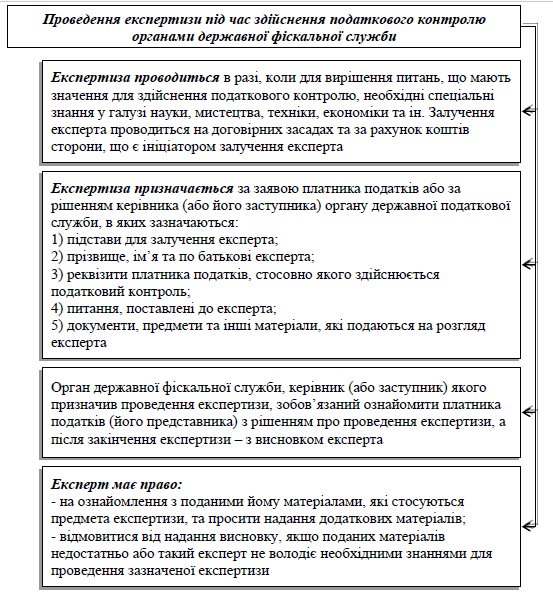 Проведення експертизи під час здійснення податкового контролю
органами державної фіскальної служби
Експертиза проводиться в разі, коли для вирішення питань, що мають
значення для здійснення податкового контролю, необхідні спеціальні
знання у галузі науки, мистецтва, техніки, економіки та ін. Залучення
експерта проводиться на договірних засадах та за рахунок коштів
сторони, що є ініціатором залучення експерта
Експертиза призначається за заявою платника податків або за
рішенням керівника (або його заступника) органу державної податкової
служби, в яких зазначаються:
1) підстави для залучення експерта;
2) прізвище, ім’я та по батькові експерта;
3) реквізити платника податків, стосовно якого здійснюється
податковий контроль;
4) питання, поставлені до експерта;
5) документи, предмети та інші матеріали, які подаються на розгляд
експерта
Орган державної фіскальної служби, керівник (або заступник) якого
призначив проведення експертизи, зобов’язаний ознайомити платника
податків (його представника) з рішенням про проведення експертизи, а
після закінчення експертизи – з висновком експерта
Експерт має право:
- на ознайомлення з поданими йому матеріалами, які стосуються
предмета експертизи, та просити надання додаткових матеріалів;
- відмовитися від надання висновку, якщо поданих матеріалів
недостатньо або такий експерт не володіє необхідними знаннями для
проведення зазначеної експертизи